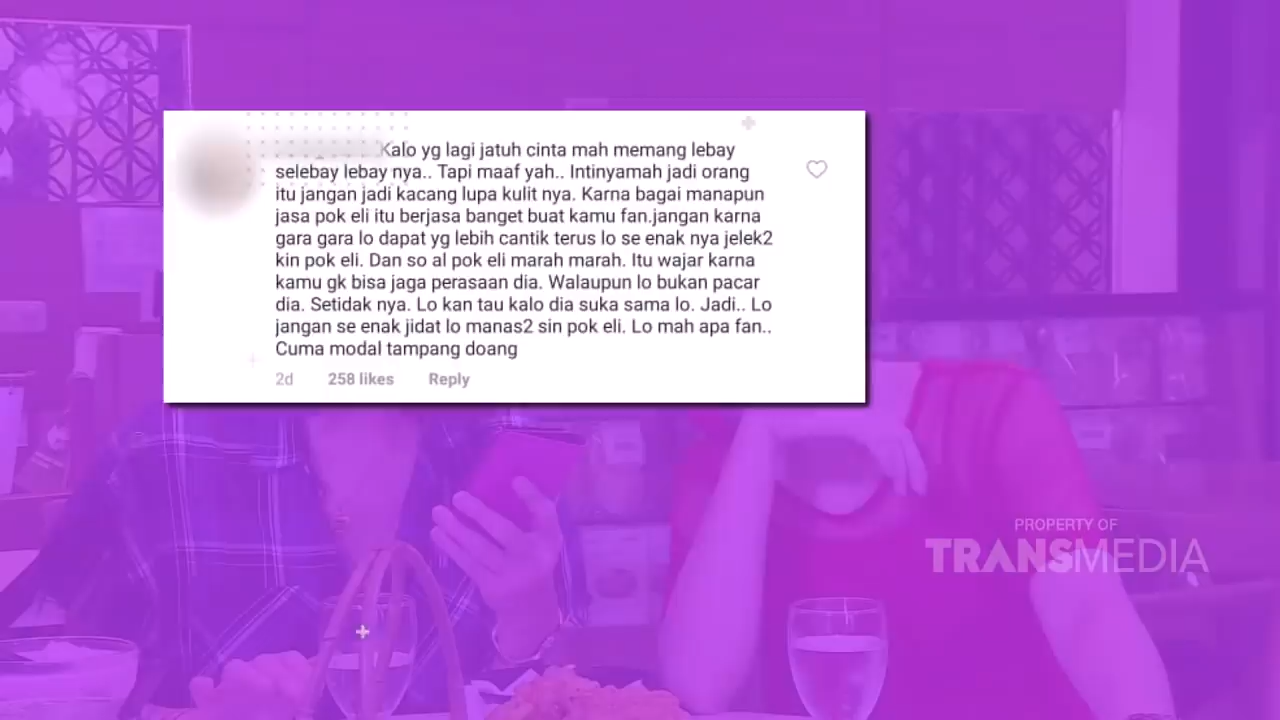 Kalo yg lagi jatuh cinta mah memang lebay
selebay lebay nya.. Tapi maaf yah.. Intinyamah jadi orang
itu jangan jadi kacang lupa kulit nya. Karna bagai manapun
jasa pok eli itu berjasa banget buat kamu fan.jangan karna
gara gara lo dapat yg lebih cantik terus lo se enak nya jelek2
kin pok eli. Dan so al pok eli marah marah. Itu wajar karna
kamu gk bisa jaga perasaan dia. Walaupun lo bukan pacar
dia. Setidak nya. Lo kan tau kalo dia suka sama lo. Jadi.. Lo
jangan se enak jidat lo manas2 sin pok eli. Lo mah apa fan..
Cuma modal tampang doang
2d 258 likes Reply
PROPERTY OF
TRANSMEDIA